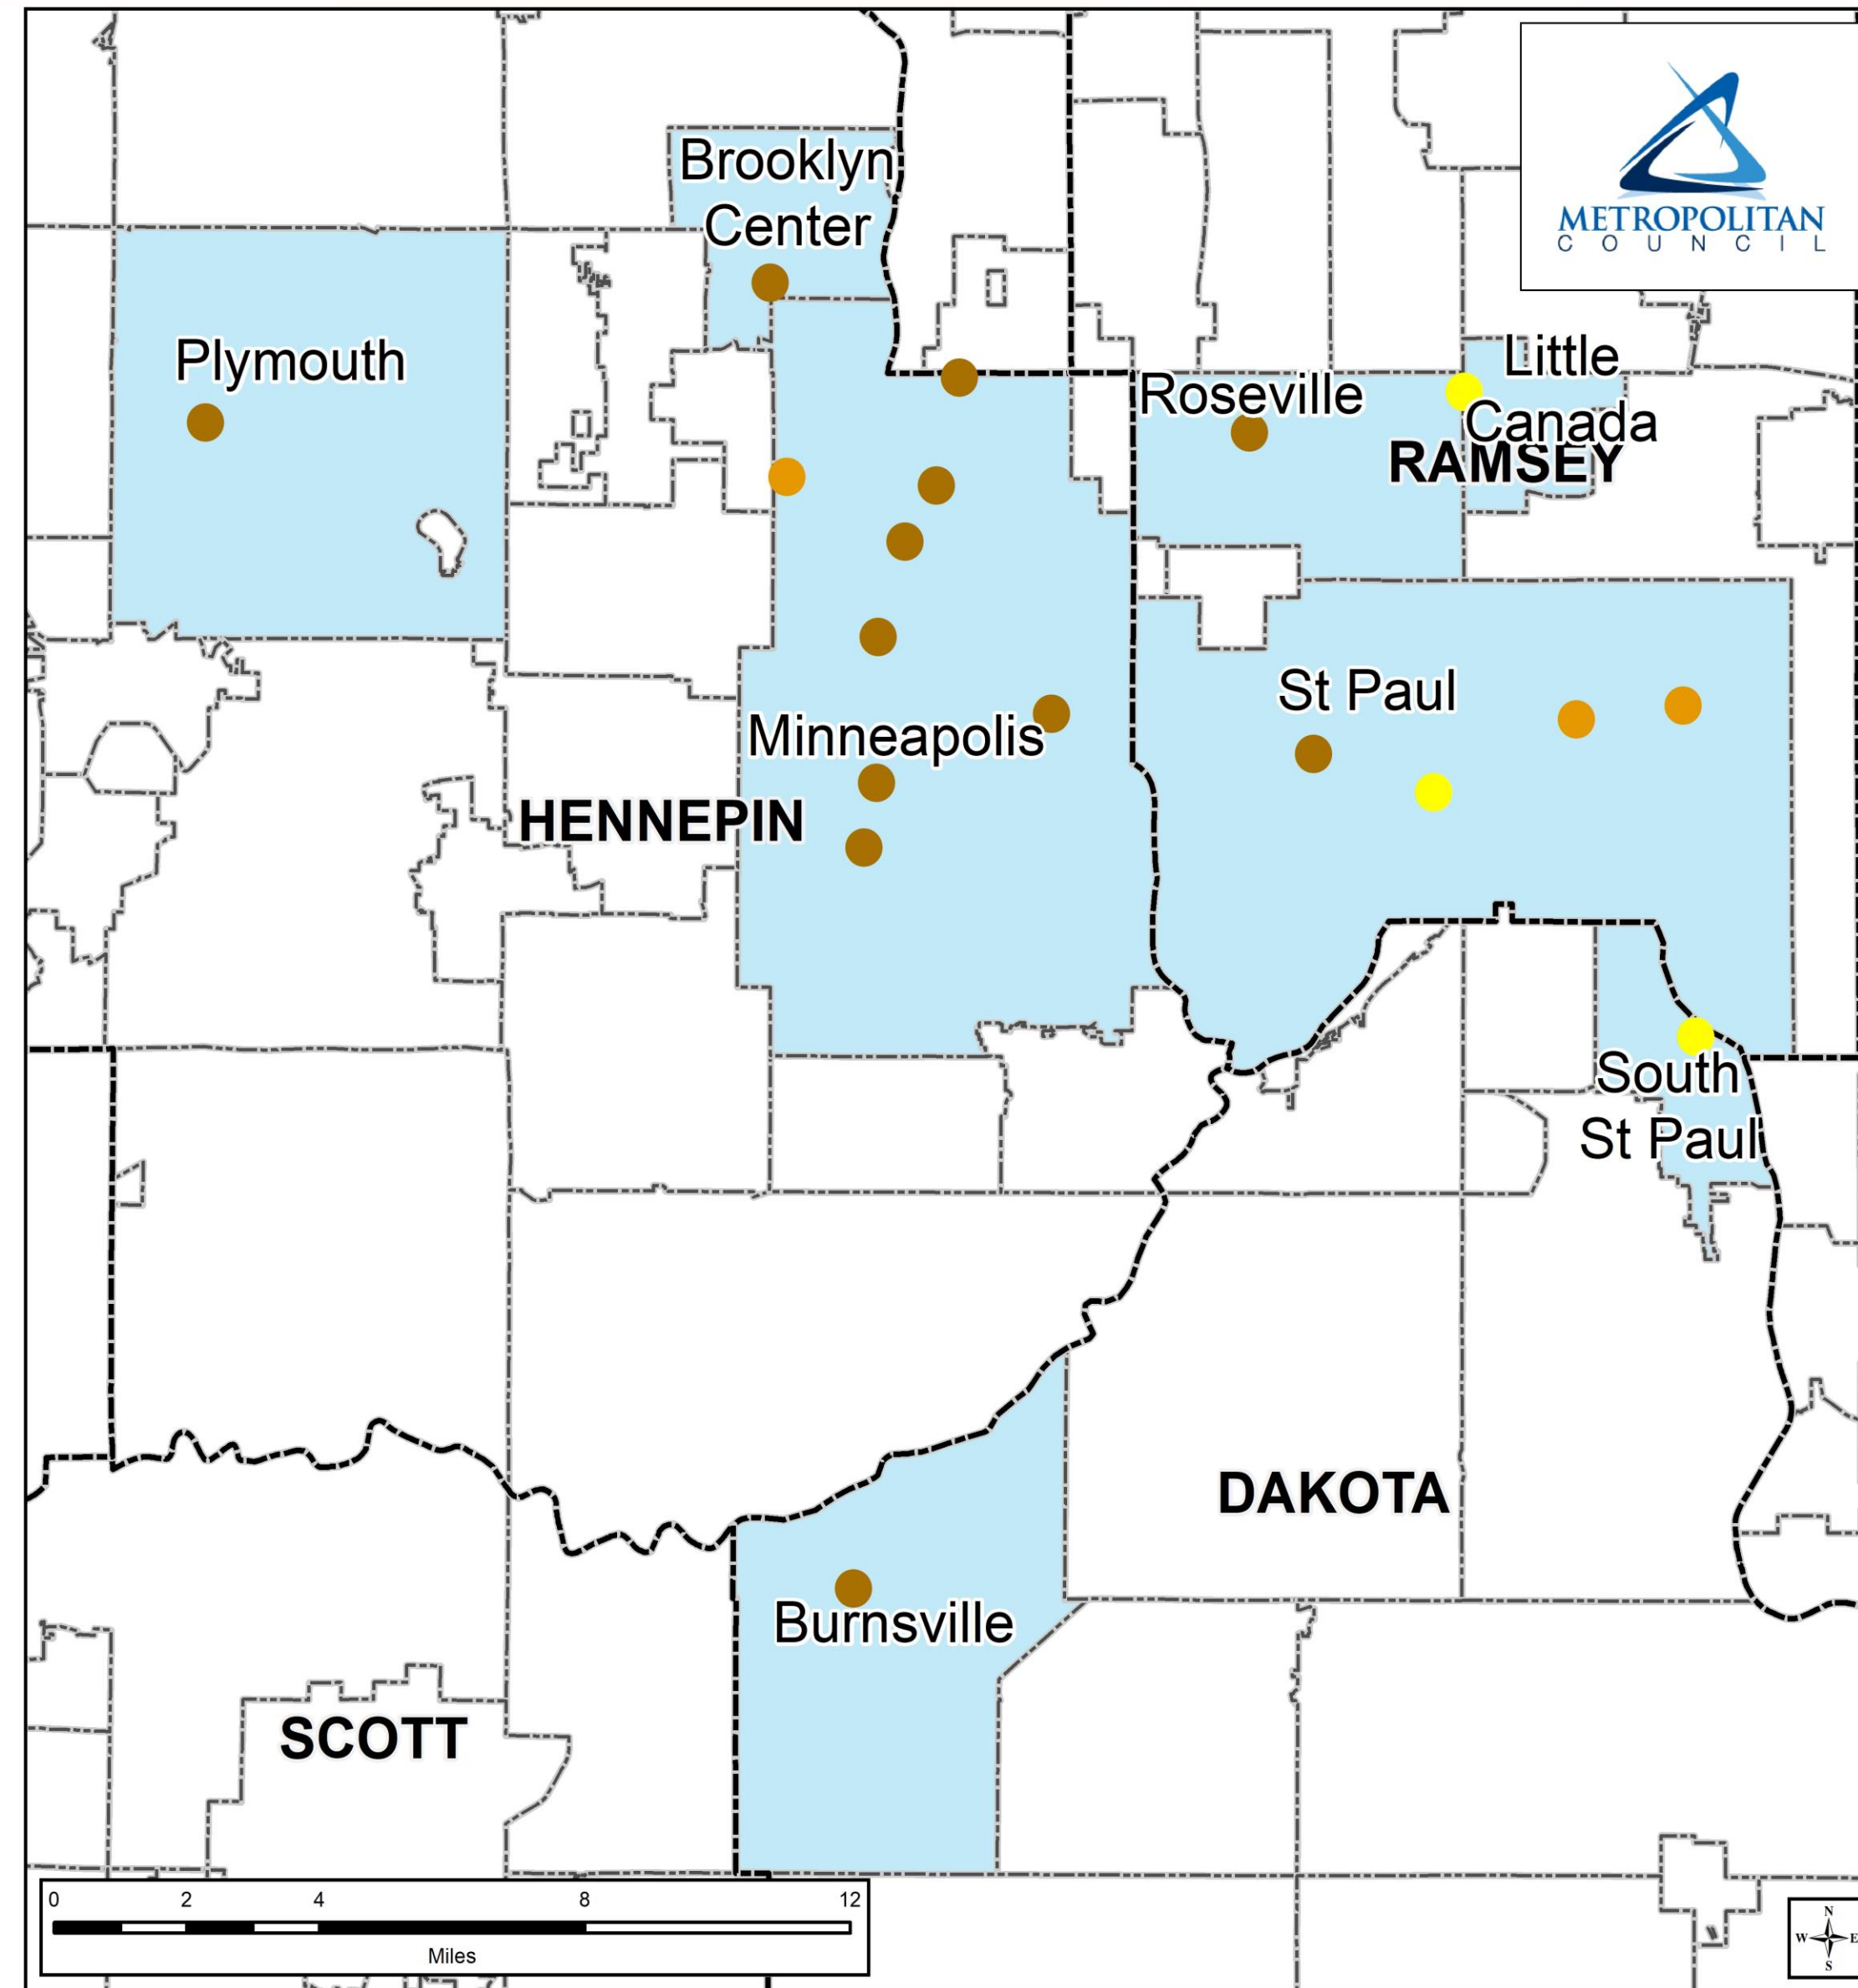 METROPOLITAN
COUNCIL
Brooklyn
Center
Plymouth
Roseville
Little
Canada
RAMSEY
St Paul
Minneapolis
HENNEPIN
South
St Paul
DAKOTA
Burnsville
SCOTT
0 2 4 8 12
Miles
N
W E
S